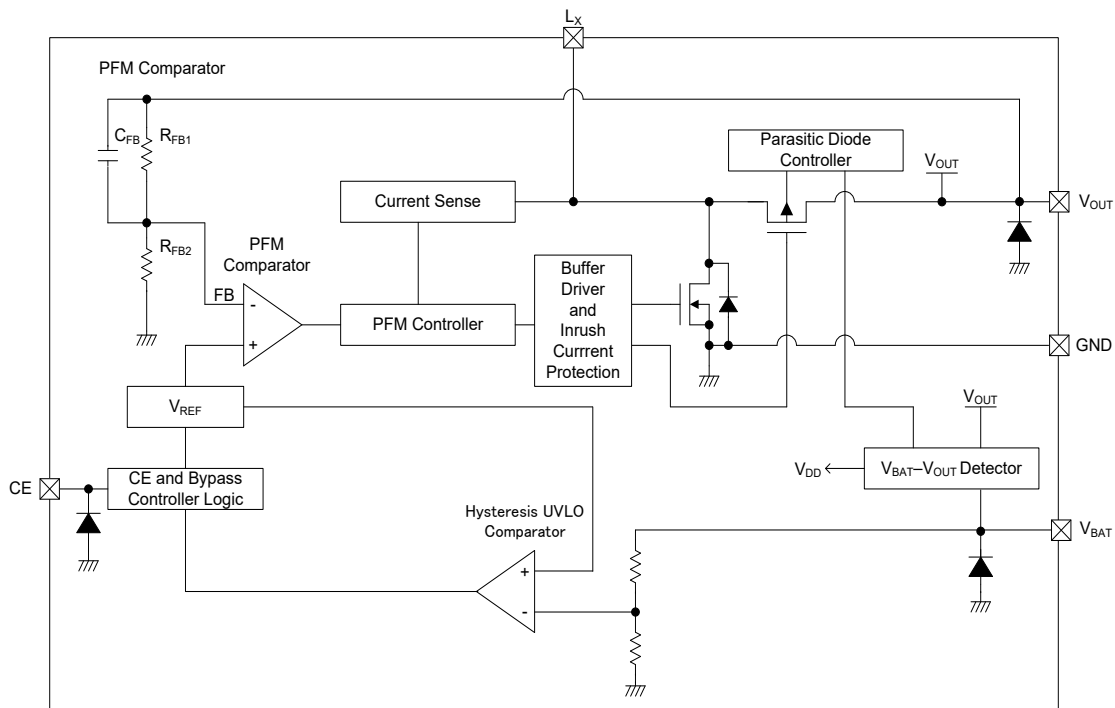 LX
PFM Comparator
CFB
RFB1
Parasitic Diode
Controller
VOUT
Current Sense
VOUT
RFB2
PFM
Comparator
Buffer
Driver
and
Inrush
Currrent
Protection
FB
-
PFM Controller
+
GND
VREF
VOUT
CE and Bypass
Controller Logic
VDD
VBAT–VOUT Detector
CE
Hysteresis UVLO
Comparator
VBAT
+
-